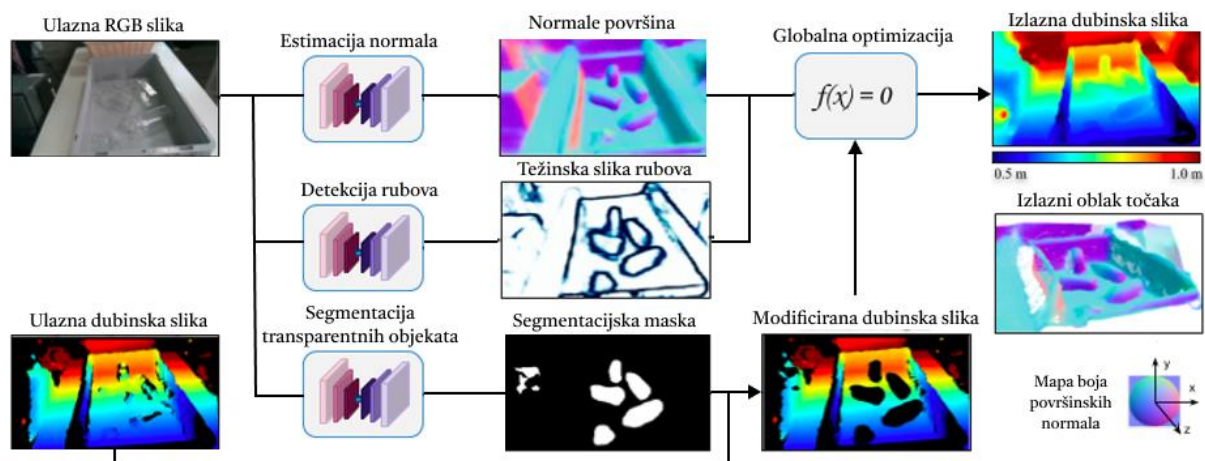 Ulazna RGB slika
Estimacija normala
Normale površina
Globalna optimizacija
f(x) = 0
Izlazna dubinska slika
0.5 m
1.0 m
Detekcija rubova
Težinska slika rubova
Izlazni oblak točaka
Ulazna dubinska slika
Segmentacija
transparentnih objekata
Segmentacijska maska
Modificirana dubinska slika
Mapa boja
površinskih
normala
y
x
z